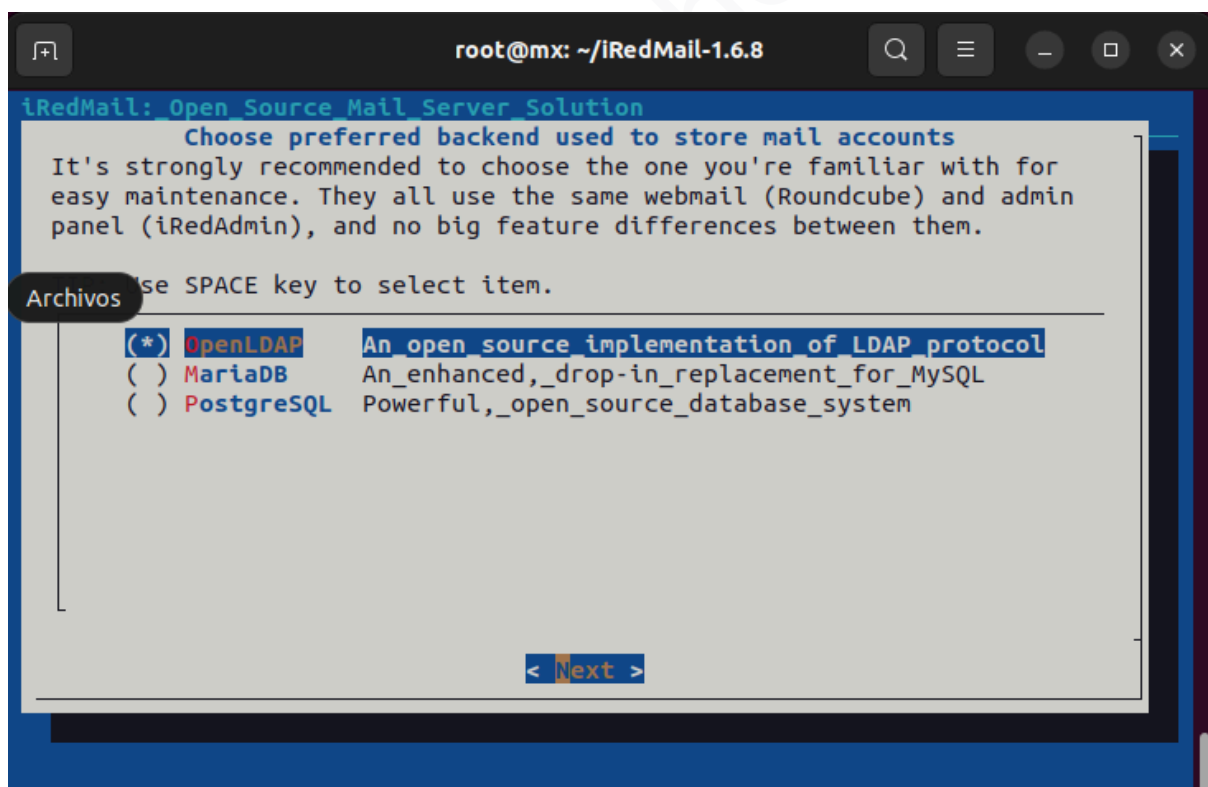 root@mx: ~/iRedMail-1.6.8
iRedMail:_Open_Source_Mail_Server_Solution
Choose preferred backend used to store mail accounts
It's strongly recommended to choose the one you're familiar with for
easy maintenance. They all use the same webmail (Roundcube) and admin
panel (iRedAdmin), and no big feature differences between them.
Archivos
SPACE key to select item.
(*) OpenLDAP An_open_source_implementation_of_LDAP_protocol
( ) MariaDB An_enhanced,_drop-in_replacement_for_MySQL
( ) PostgreSQL Powerful,_open_source_database_system
< Next >